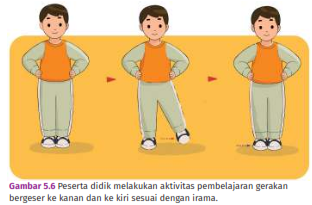 Gambar 5.6 Peserta didik melakukan aktivitas pembelajaran gerakan
bergeser ke kanan dan ke kiri sesuai dengan irama.